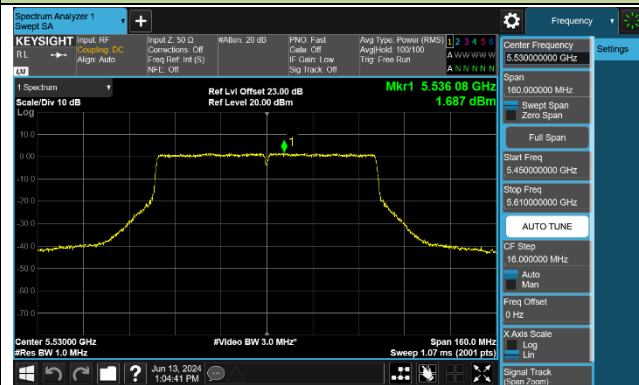 Spectrum Analyzer 1
Swept SA
Frequency
KEYSIGHT
RL
LXI
Input: RF
Coupling: DC
Align: Auto
Input Z: 50 Ω
Corrections: Off
Freq Ref: Int (S)
NFE: Off
#Atten: 20 dB
PNO: Fast
Gate: Off
IF Gain: Low
Sig Track: Off
Avg Type: Power (RMS)
Avg|Hold: 100/100
Trig: Free Run
1 2 3 4 5 6
A W W W W W
A N N N N N
1 Spectrum
Scale/Div 10 dB
Log
Ref Lvl Offset 23.00 dB
Ref Level 20.00 dBm
Mkr1 5.536 08 GHz
1.687 dBm
1
10.0
0.00
-10.0
-20.0
-30.0
-40.0
-50.0
-60.0
-70.0
Center 5.53000 GHz
#Res BW 1.0 MHz
#Video BW 3.0 MHz*
Span 160.0 MHz
Sweep 1.07 ms (2001 pts)
Center Frequency
5.530000000 GHz
Settings
Span
160.000000 MHz
Swept Span
Zero Span
Full Span
Start Freq
5.450000000 GHz
Stop Freq
5.610000000 GHz
AUTO TUNE
CF Step
16.000000 MHz
Auto
Man
Freq Offset
0 Hz
X Axis Scale
Log
Lin
Signal Track
(Span Zoom)
Jun 13, 2024
1:04:41 PM